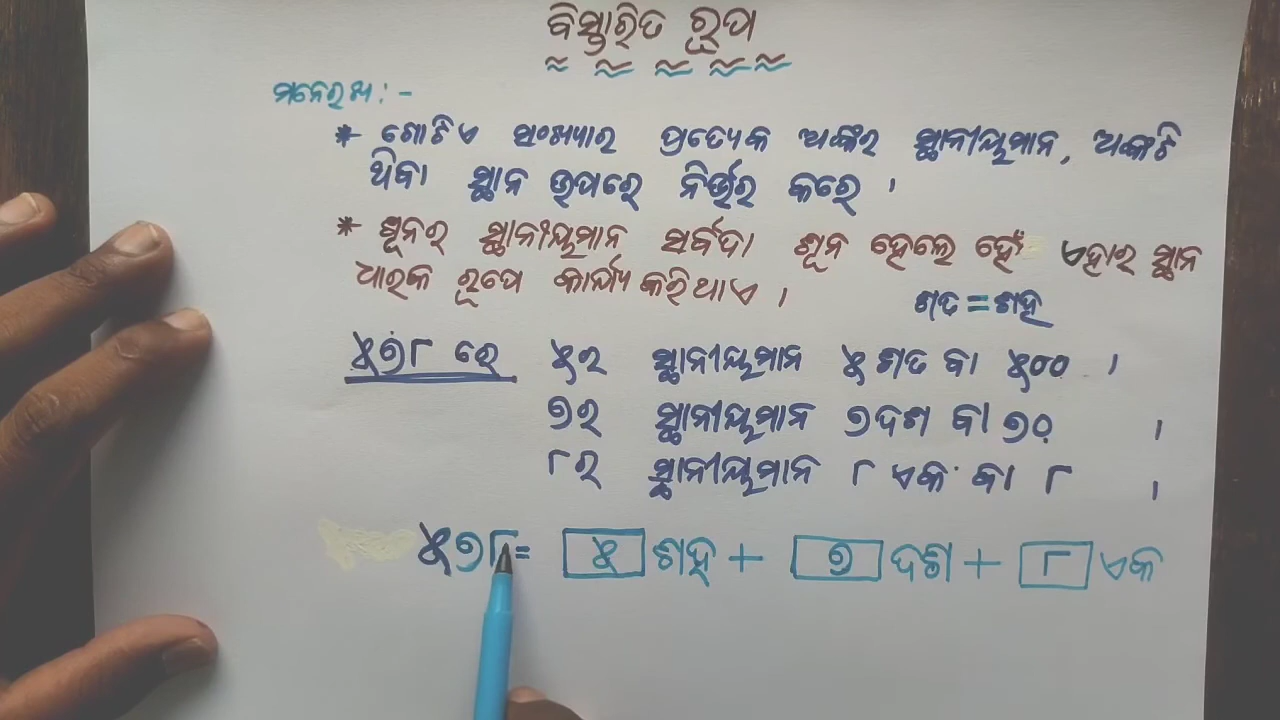 ବିସ୍ତାରିତ ରୂପ
ମନେରଖ :-
* ଗୋଟିଏ ସଂଖ୍ୟାର ପ୍ରତ୍ୟେକ ଅଙ୍କର ସ୍ଥାନୀୟମାନ, ଅଙ୍କଟି
ଥିବା ସ୍ଥାନ ଉପରେ ନିର୍ଭର କରେ ।
* ଶୂନର ସ୍ଥାନୀୟମାନ ସର୍ବଦା ଶୂନ ହେଲେ ହେଁ ଏହାର ସ୍ଥାନ
ଧାରକ ରୂପେ କାର୍ଯ୍ୟ କରିଥାଏ ।
ଶତ = ଶହ
୫୭୮ ରେ ୫ର ସ୍ଥାନୀୟମାନ ୫ ଶତ ବା ୫୦୦ ।
୭ର ସ୍ଥାନୀୟମାନ ୭ଦଶ ବା ୭୦ ।
୮ର ସ୍ଥାନୀୟମାନ ୮ ଏକ ବା ୮ ।
୫୭୮ = ୫ ଶହ + ୭ ଦଶ + ୮ ଏକ